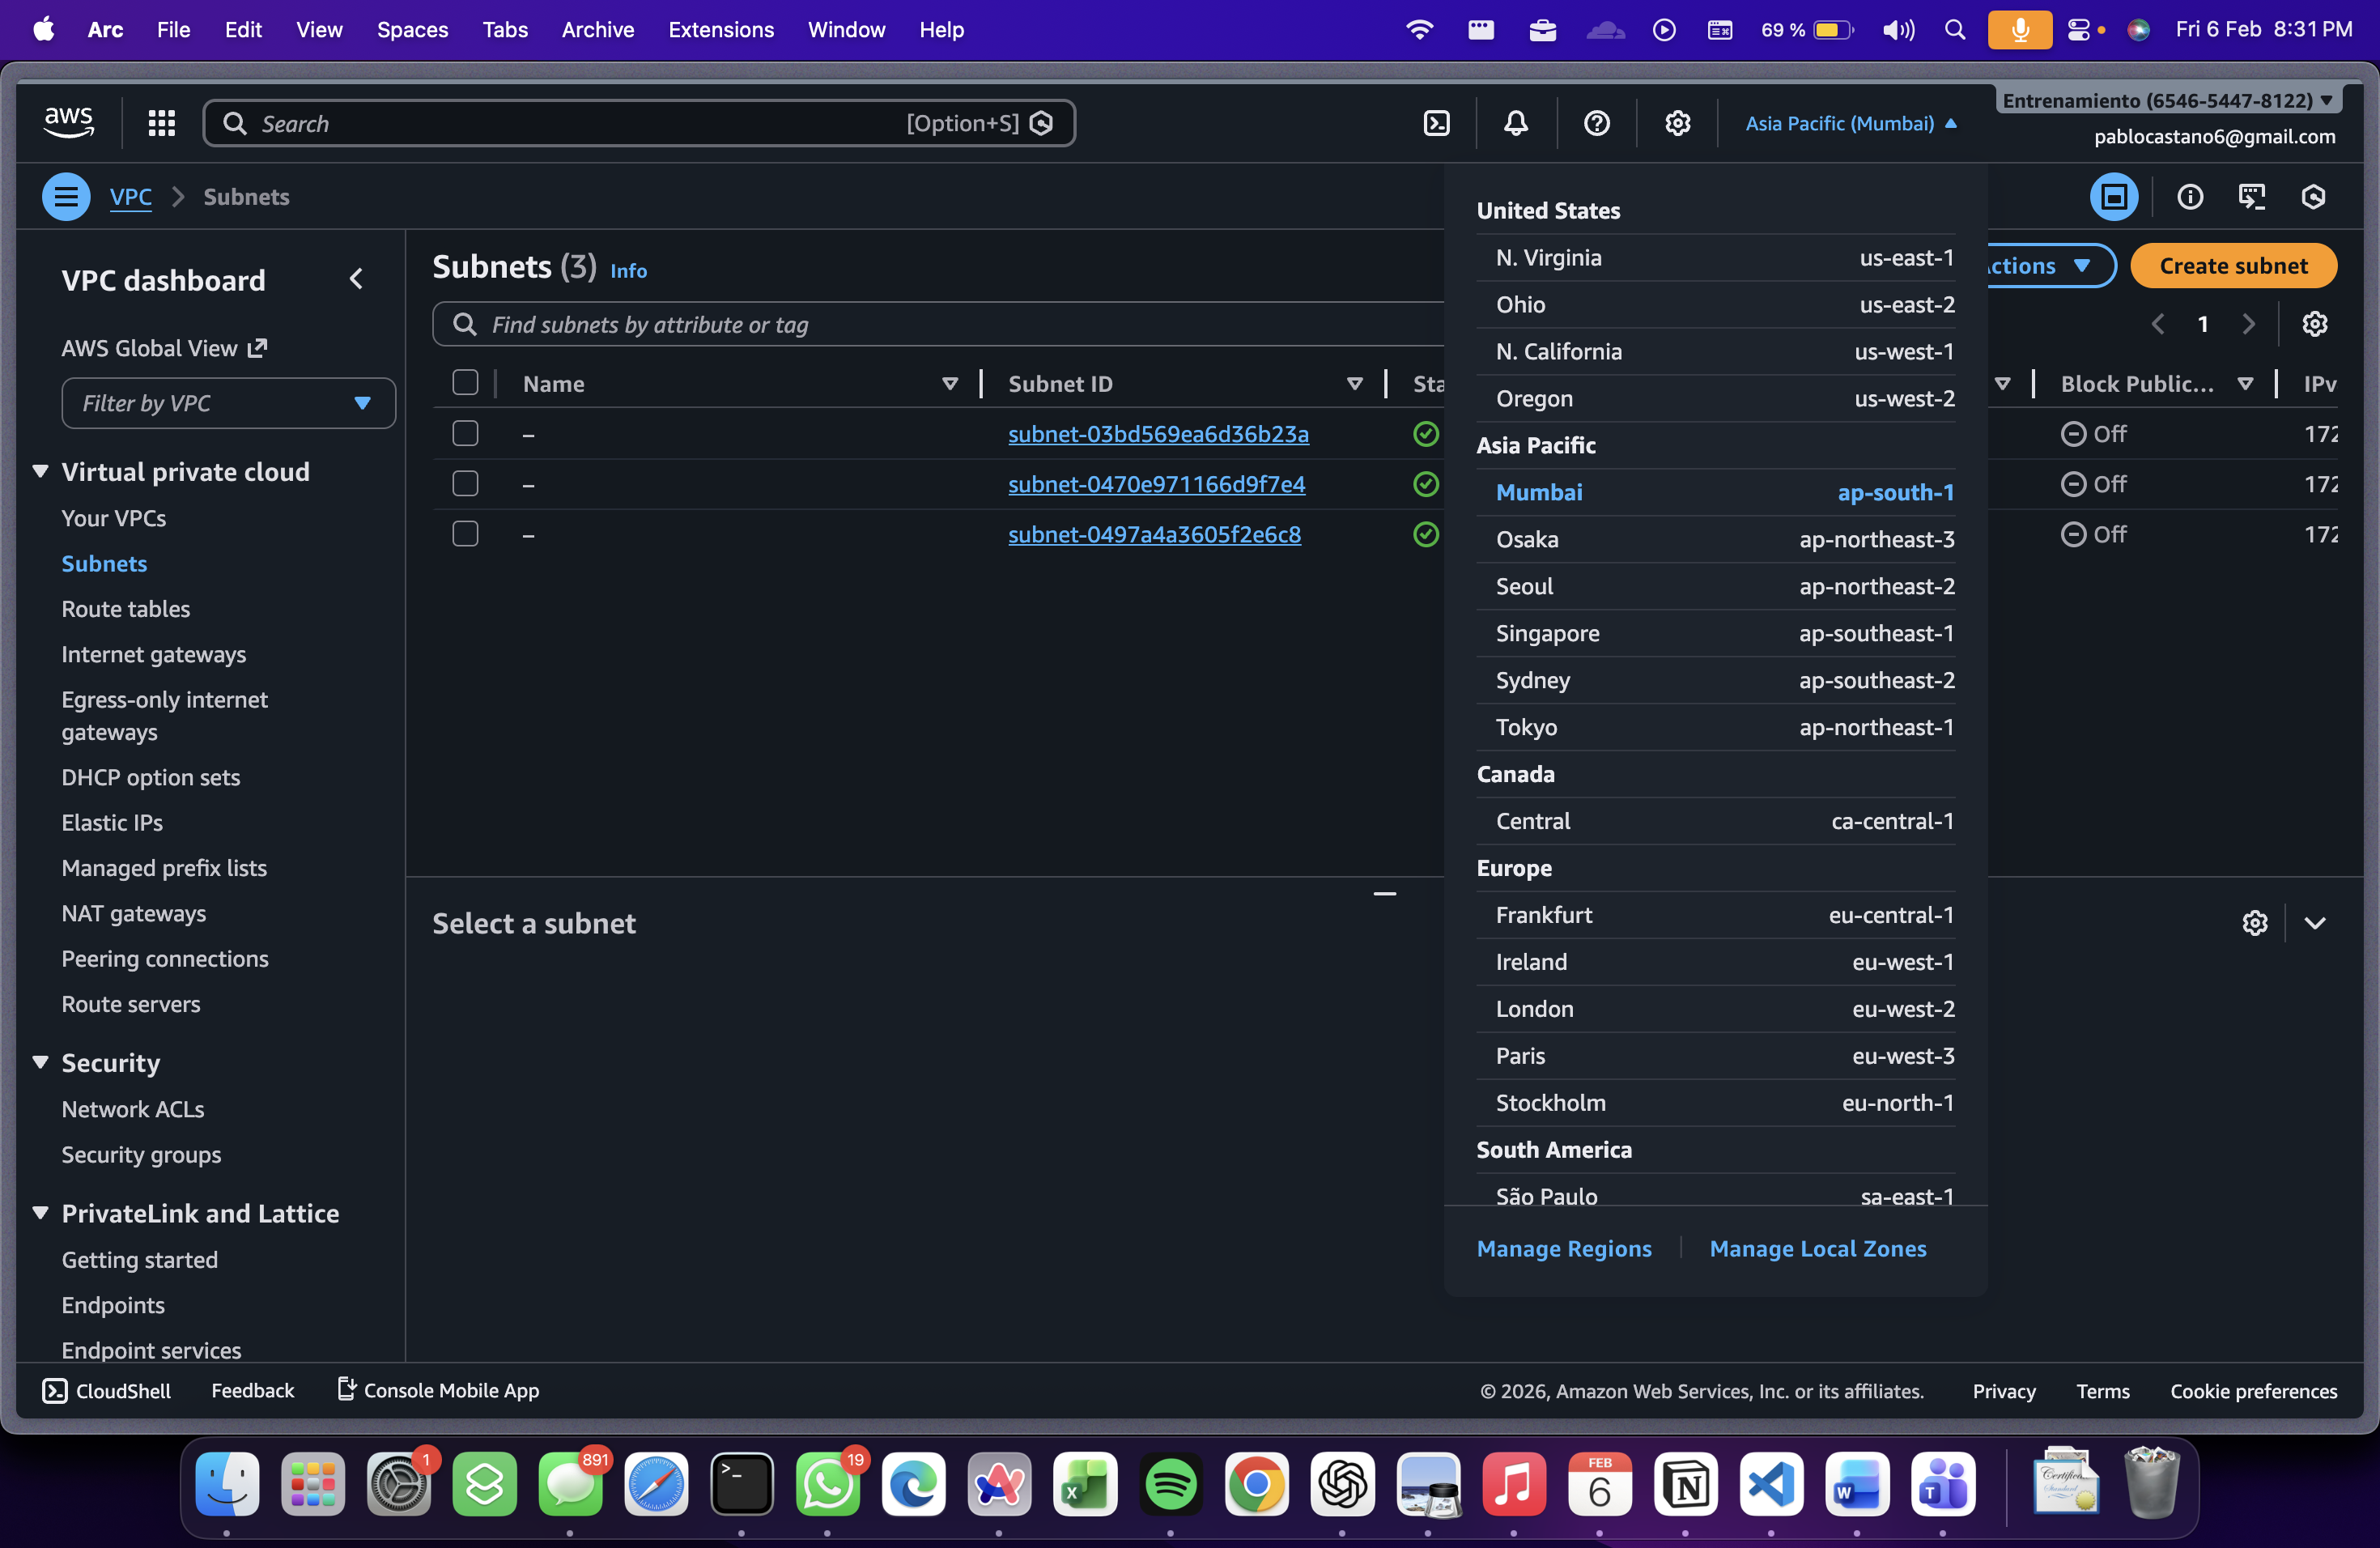 Arc File Edit View Spaces Tabs Archive Extensions Window Help 69 % Fri 6 Feb 8:31 PM
aws Search [Option+S] Asia Pacific (Mumbai) Entrenamiento (6546-5447-8122)
pablocastano6@gmail.com
VPC Subnets
VPC dashboard
AWS Global View
Filter by VPC
Virtual private cloud
Your VPCs
Subnets
Route tables
Internet gateways
Egress-only internet
gateways
DHCP option sets
Elastic IPs
Managed prefix lists
NAT gateways
Peering connections
Route servers
Security
Network ACLs
Security groups
PrivateLink and Lattice
Getting started
Endpoints
Endpoint services
Subnets (3) Info
ctions Create subnet
Find subnets by attribute or tag
1
Name Subnet ID Sta Block Public... IPv
– subnet-03bd569ea6d36b23a Off 172
– subnet-0470e971166d9f7e4 Off 172
– subnet-0497a4a3605f2e6c8 Off 172
Select a subnet
United States
N. Virginia us-east-1
Ohio us-east-2
N. California us-west-1
Oregon us-west-2
Asia Pacific
Mumbai ap-south-1
Osaka ap-northeast-3
Seoul ap-northeast-2
Singapore ap-southeast-1
Sydney ap-southeast-2
Tokyo ap-northeast-1
Canada
Central ca-central-1
Europe
Frankfurt eu-central-1
Ireland eu-west-1
London eu-west-2
Paris eu-west-3
Stockholm eu-north-1
South America
São Paulo sa-east-1
Manage Regions Manage Local Zones
CloudShell Feedback Console Mobile App © 2026, Amazon Web Services, Inc. or its affiliates. Privacy Terms Cookie preferences
1 891 19 FEB
6